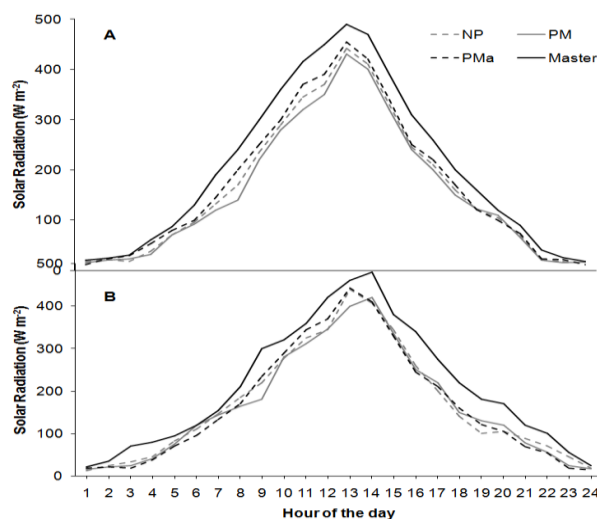 A
NP
PM
PMa
Master
Solar Radiation (W m-2)
500
400
300
200
100
0
B
Solar Radiation (W m-2)
500
400
300
200
100
0
1 2 3 4 5 6 7 8 9 10 11 12 13 14 15 16 17 18 19 20 21 22 23 24
Hour of the day